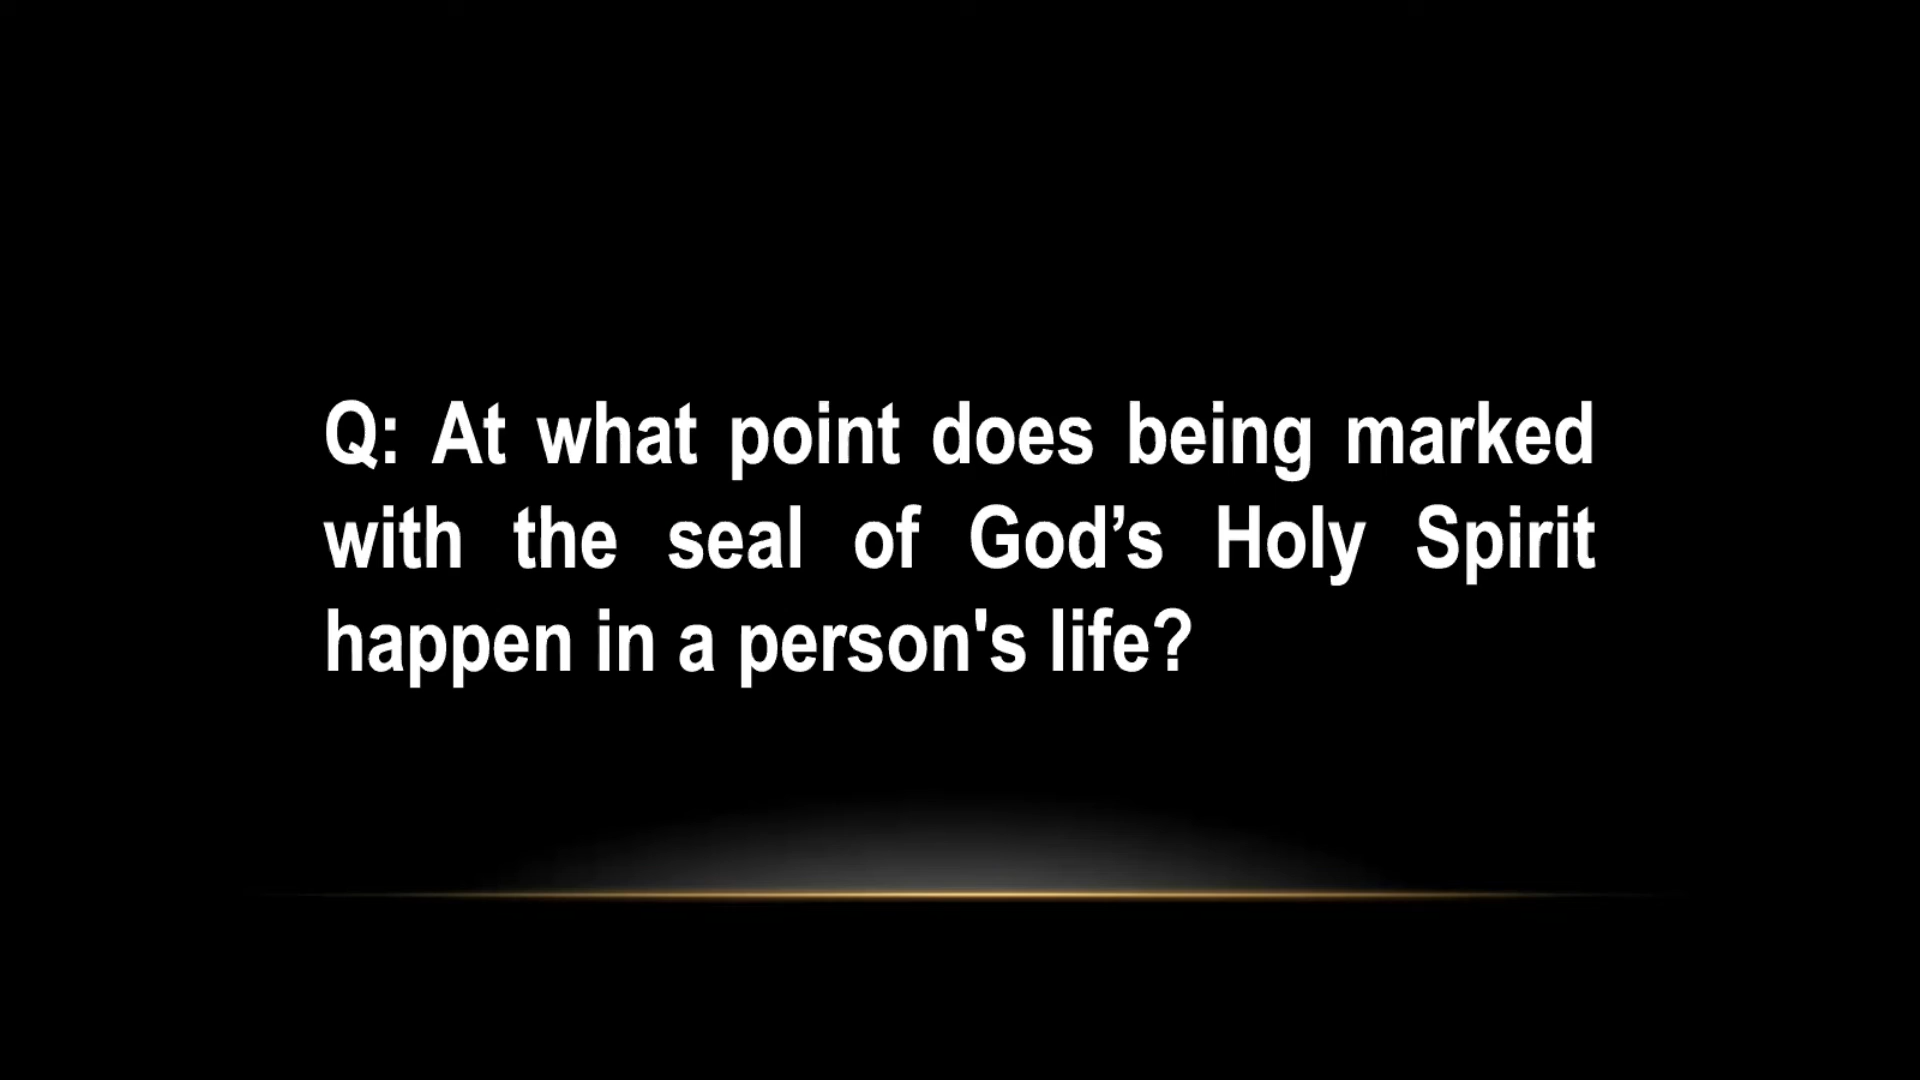 Q: At what point does being marked
with the seal of God’s Holy Spirit
happen in a person's life?